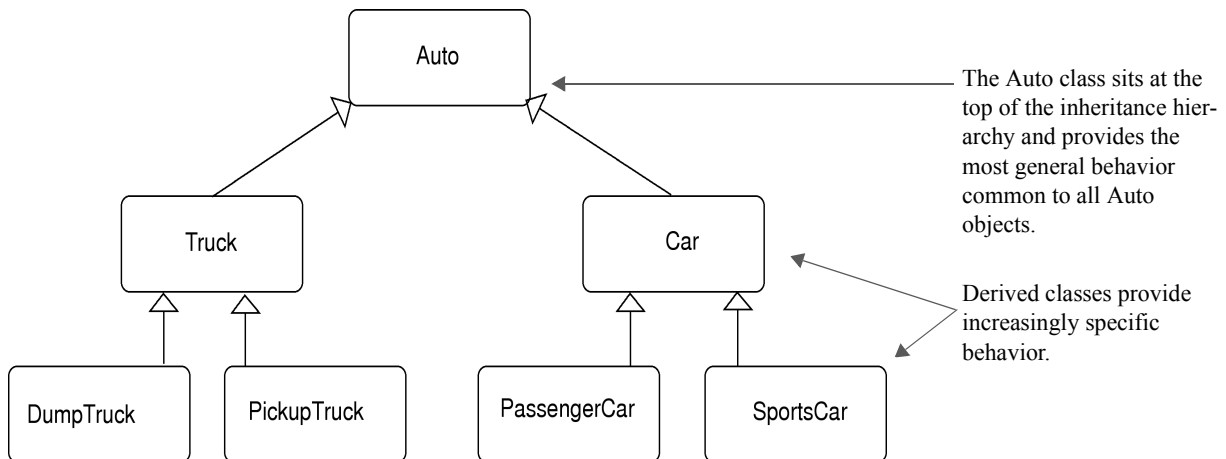 Auto
The Auto class sits at the
top of the inheritance hier-
archy and provides the
most general behavior
common to all Auto
objects.
Truck
Car
Derived classes provide
increasingly specific
behavior.
DumpTruck
PickupTruck
PassengerCar
SportsCar